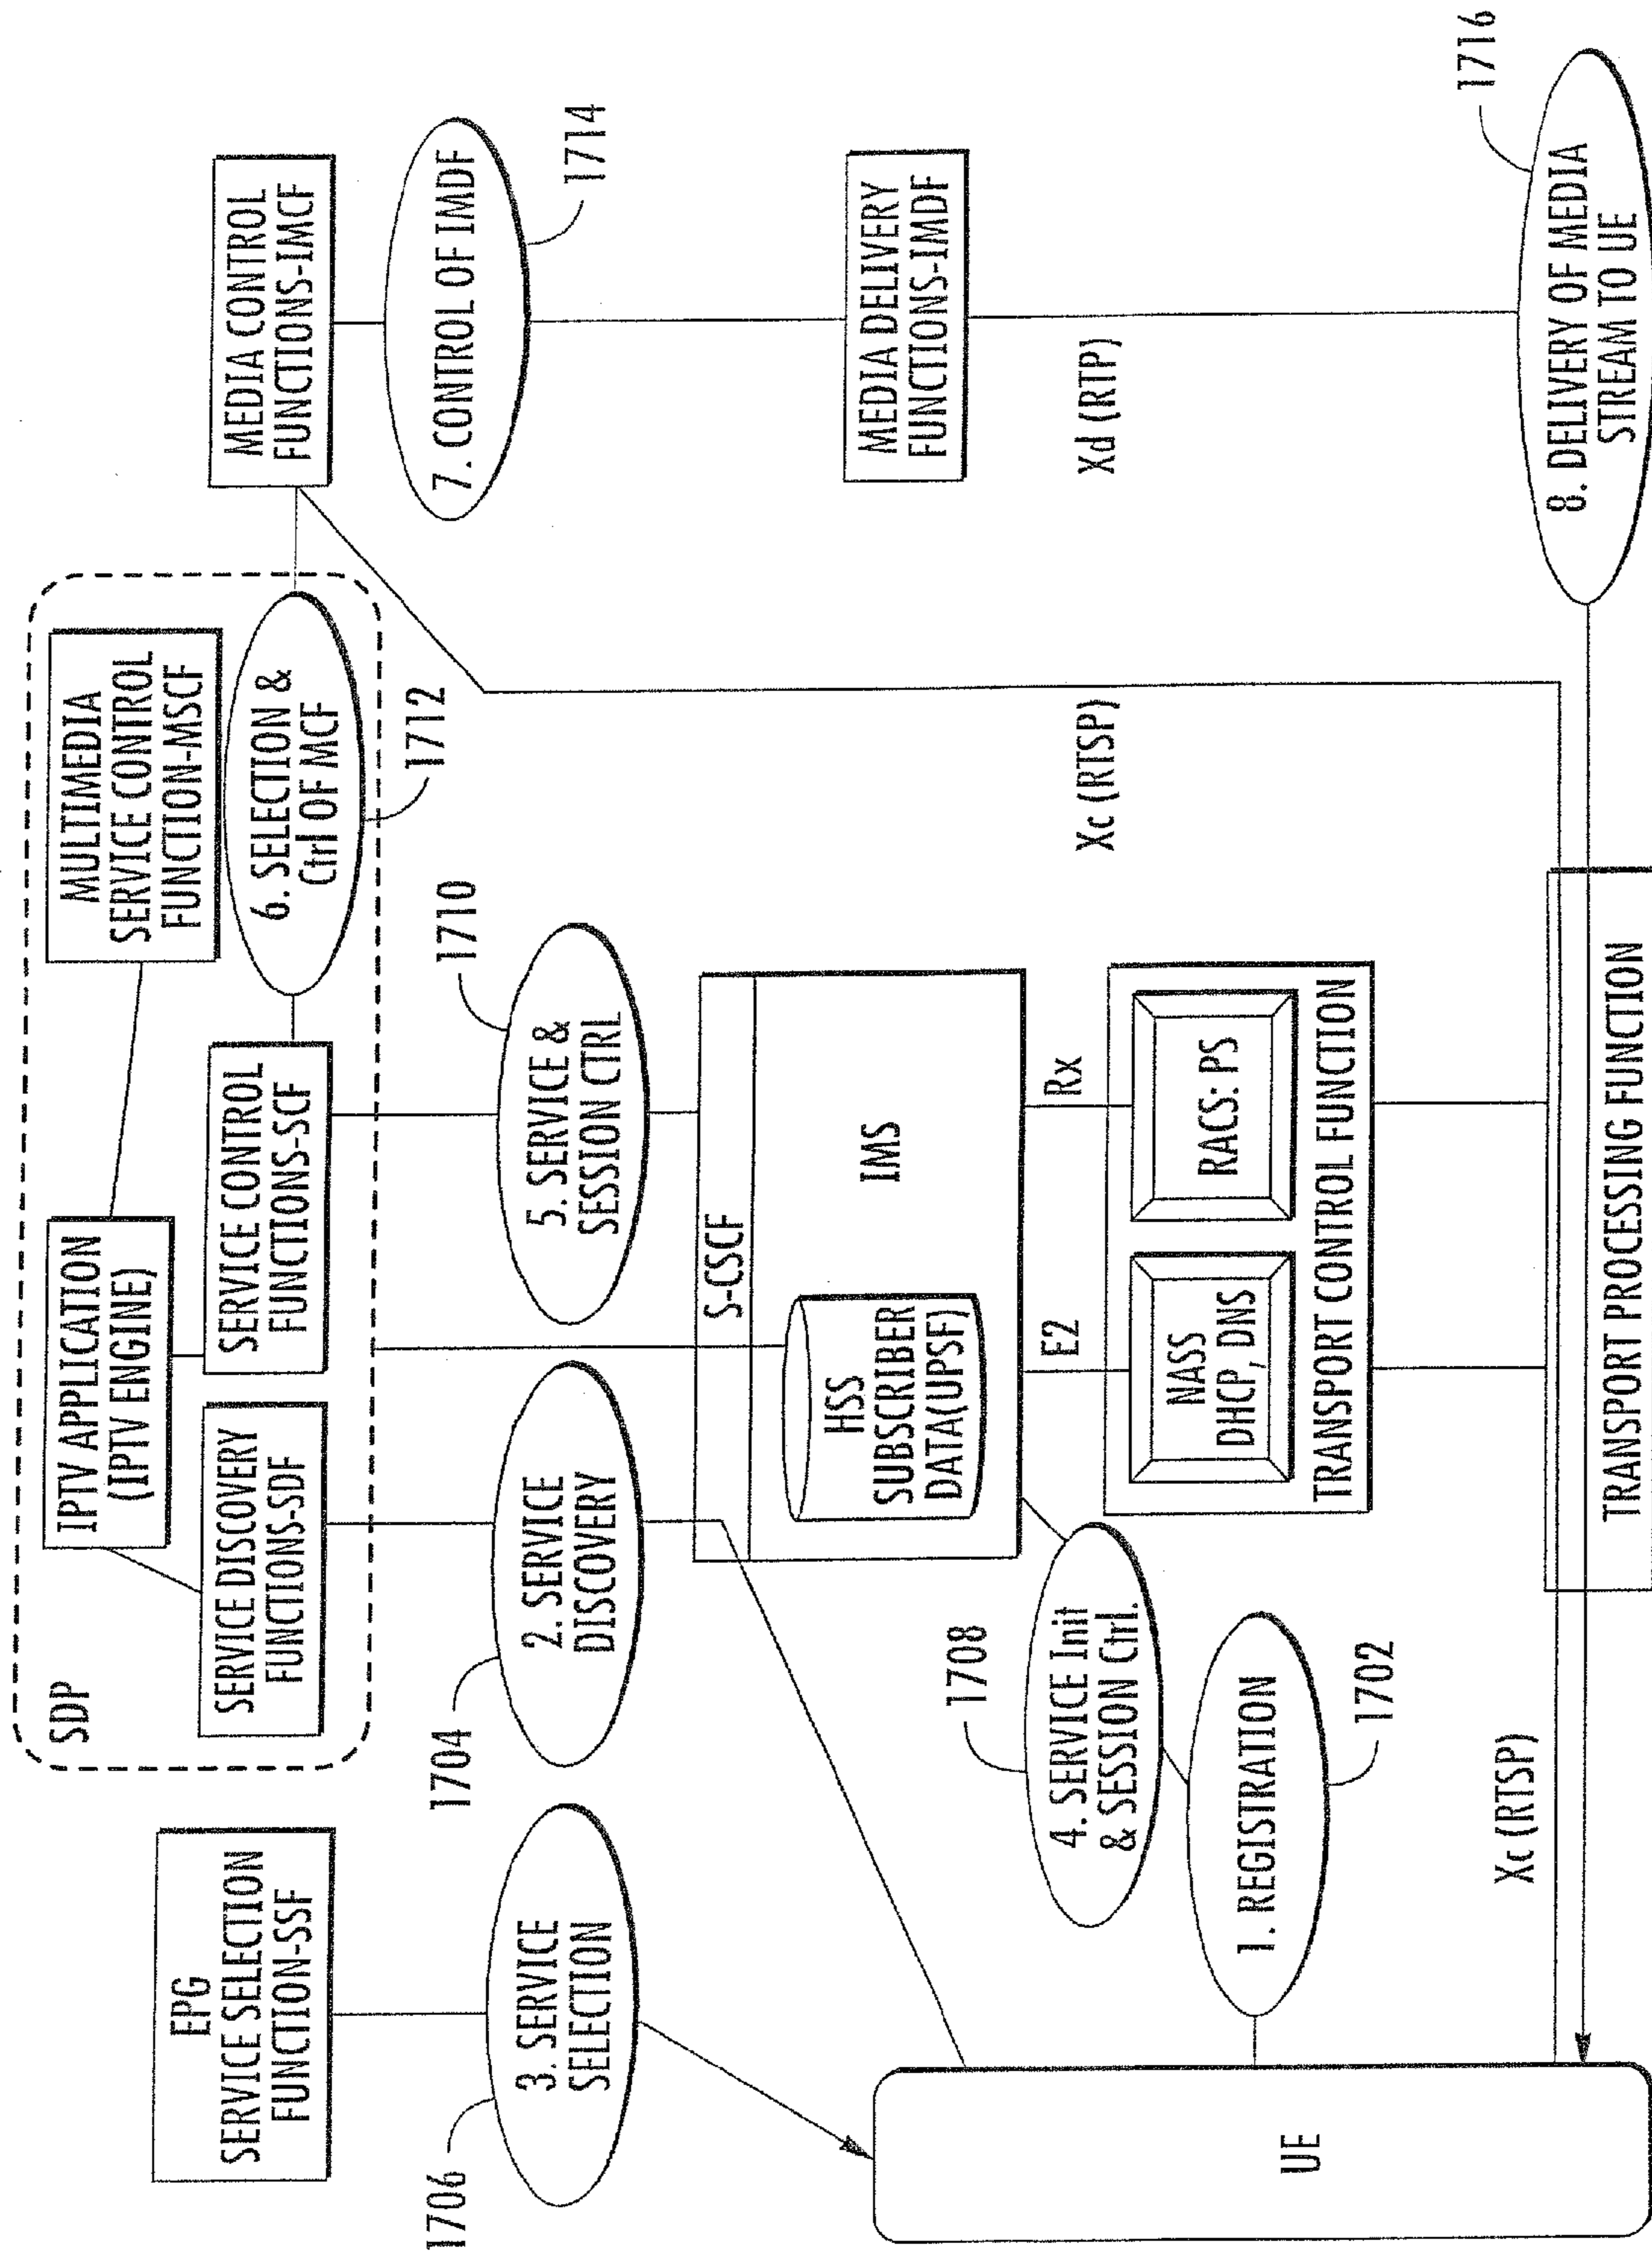 EPG
SERVICE SELECTION
FUNCTION-SSF
1706
3. SERVICE
SELECTION
SDP
IPTV APPLICATION
(IPTV ENGINE)
MULTIMEDIA
SERVICE CONTROL
FUNCTION-MSCF
SERVICE DISCOVERY
FUNCTIONS-SDF
SERVICE CONTROL
FUNCTIONS-SCF
6. SELECTION &
Ctrl OF MCF
1712
MEDIA CONTROL
FUNCTIONS-IMCF
7. CONTROL OF IMDF
1714
1704
2. SERVICE
DISCOVERY
1710
5. SERVICE &
SESSION CTRL
S-CSCF
HSS
SUBSCRIBER
DATA(UPSF)
IMS
MEDIA DELIVERY
FUNCTIONS-IMDF
1708
4. SERVICE Init
& SESSION Ctrl.
E2
Rx
Xc (RTSP)
Xd (RTP)
NASS
DHCP, DNS
RACS: PS
TRANSPORT CONTROL FUNCTION
1. REGISTRATION
1702
UE
Xc (RTSP)
TRANSPORT PROCESSING FUNCTION
8. DELIVERY OF MEDIA
STREAM TO UE
1716